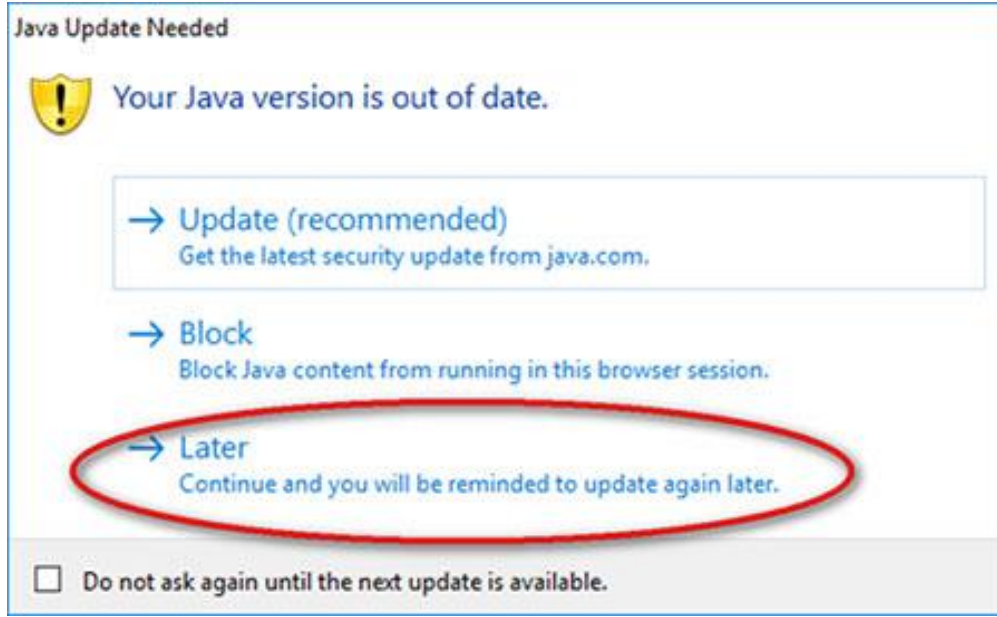 Java Update Needed
Your Java version is out of date.
Update (recommended)
Get the latest security update from java.com.
Block
Block Java content from running in this browser session.
Later
Continue and you will be reminded to update again later.
Do not ask again until the next update is available.